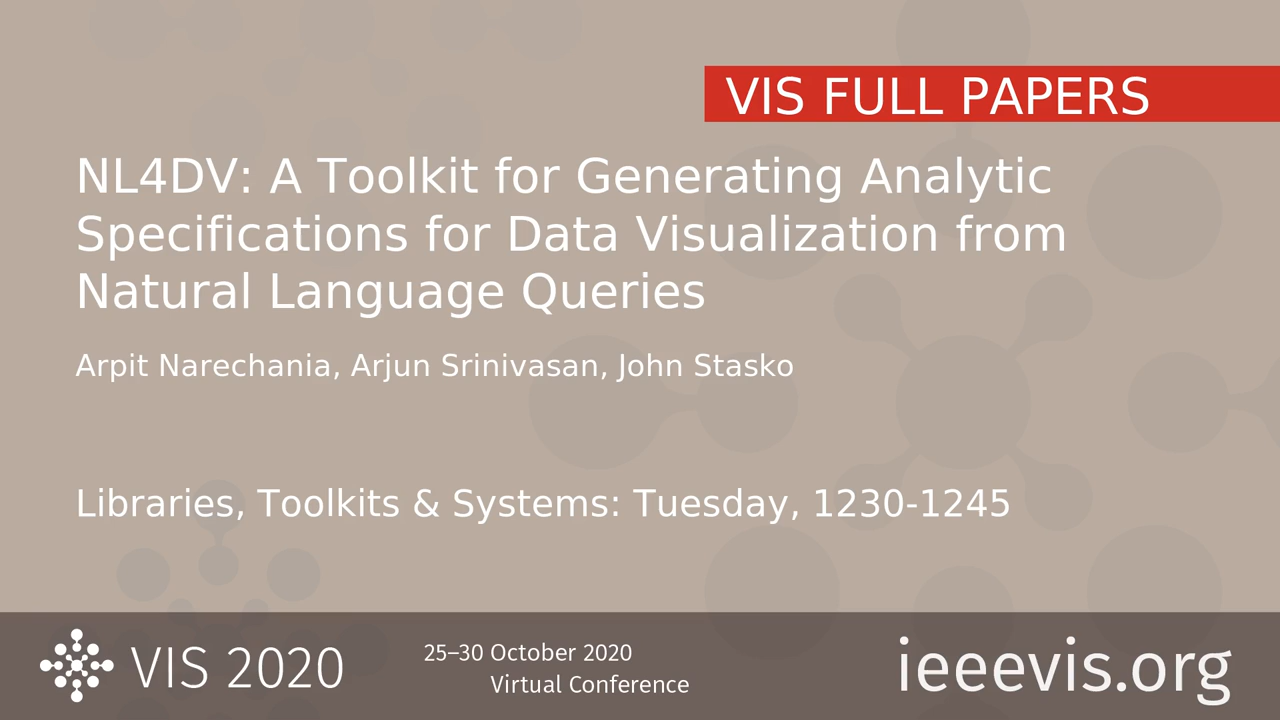 VIS FULL PAPERS
NL4DV: A Toolkit for Generating Analytic
Specifications for Data Visualization from
Natural Language Queries
Arpit Narechania, Arjun Srinivasan, John Stasko
Libraries, Toolkits & Systems: Tuesday, 1230-1245
VIS 2020
25–30 October 2020
Virtual Conference
ieeevis.org